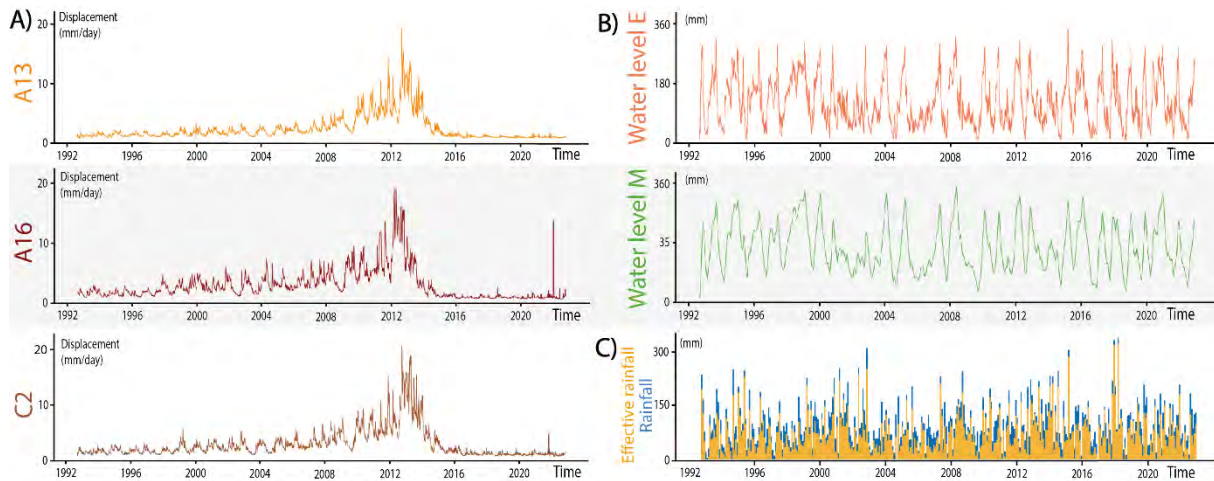 A)
Displacement
(mm/day)
A13
20
10
0
1992 1996 2000 2004 2008 2012 2016 2020 Time
Displacement
(mm/day)
A16
20
10
0
1992 1996 2000 2004 2008 2012 2016 2020 Time
Displacement
(mm/day)
C2
20
10
0
1992 1996 2000 2004 2008 2012 2016 2020 Time
B)
(mm)
Water level E
360
180
0
1992 1996 2000 2004 2008 2012 2016 2020 Time
(mm)
Water level M
360
35
0
1992 1996 2000 2004 2008 2012 2016 2020 Time
C)
(mm)
Effective rainfall
Rainfall
300
150
0
1992 1996 2000 2004 2008 2012 2016 2020 Time